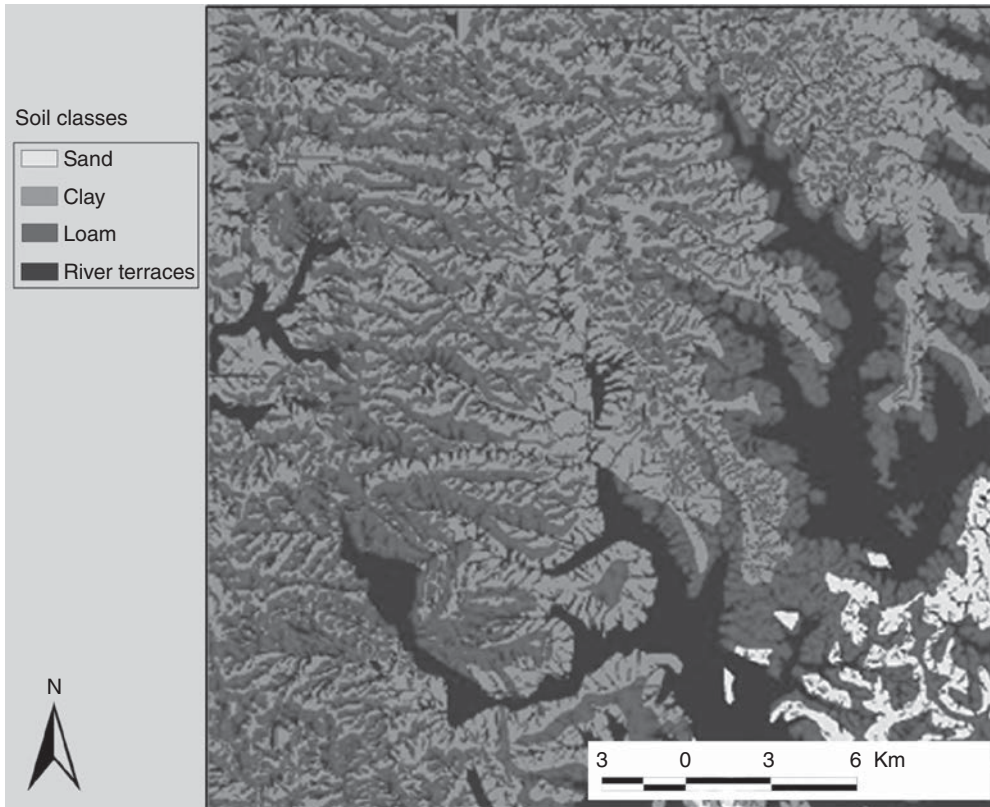 Soil classes
Sand
Clay
Loam
River terraces
N
3 0 3 6 Km